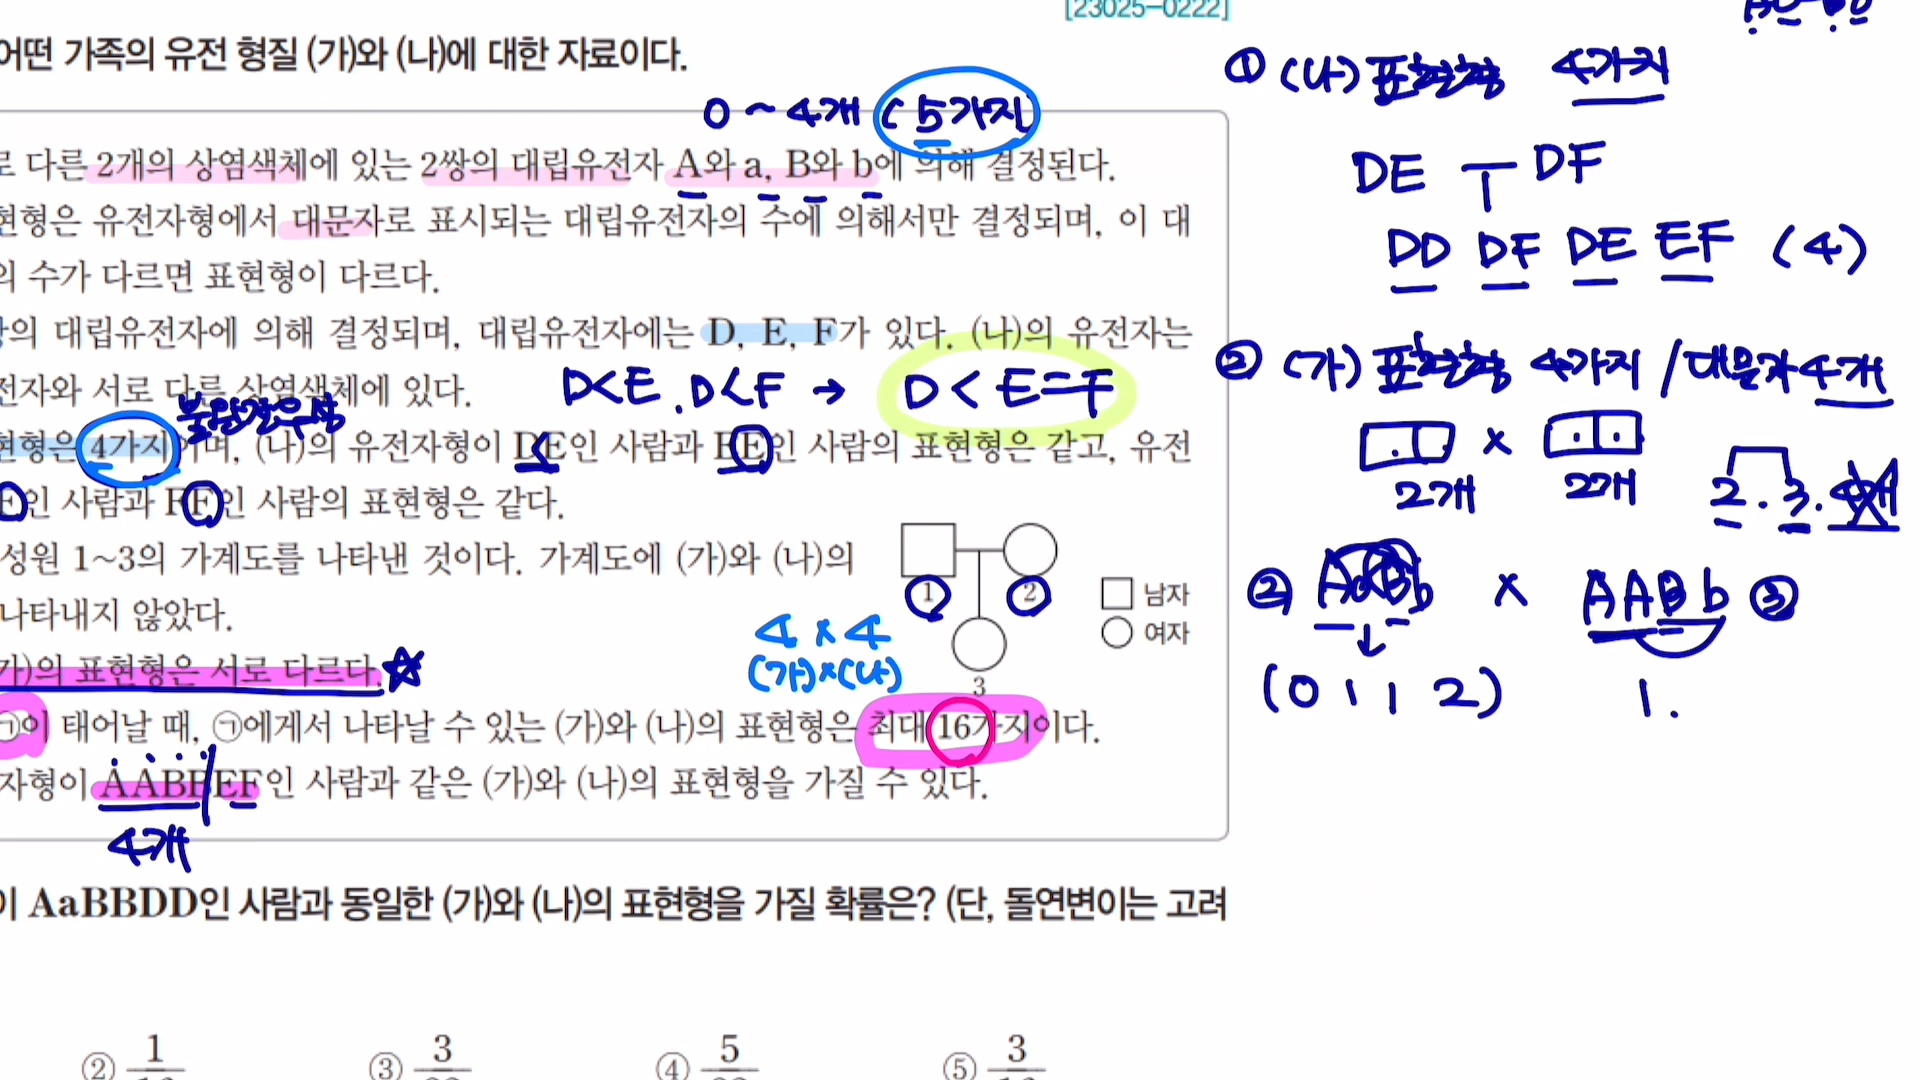 [23025-0222]
어떤 가족의 유전 형질 (가)와 (나)에 대한 자료이다.
0 ~ 4개 (5가지)
로 다른 2개의 상염색체에 있는 2쌍의 대립유전자 A와 a, B와 b에 의해 결정된다.
현형은 유전자형에서 대문자로 표시되는 대립유전자의 수에 의해서만 결정되며, 이 대
의 수가 다르면 표현형이 다르다.
쌍의 대립유전자에 의해 결정되며, 대립유전자에는 D, E, F가 있다. (나)의 유전자는
전자와 서로 다른 상염색체에 있다.
D<E, D<F → D < E=F
현형은 4가지이며, (나)의 유전자형이 DE인 사람과 EE인 사람의 표현형은 같고, 유전
인 사람과 FF인 사람의 표현형은 같다.
성원 1~3의 가계도를 나타낸 것이다. 가계도에 (가)와 (나)의
나타내지 않았다.
1
2
3
남자
여자
가)의 표현형은 서로 다르다.
4 × 4
(가)×(나)
㉠이 태어날 때, ㉠에게서 나타날 수 있는 (가)와 (나)의 표현형은 최대 16가지이다.
자형이 AABBEF인 사람과 같은 (가)와 (나)의 표현형을 가질 수 있다.
4개
이 AaBBDD인 사람과 동일한 (가)와 (나)의 표현형을 가질 확률은? (단, 돌연변이는 고려
② 1
③ 3
④ 5
⑤ 3
① (나) 표현형 4가지
DE ㅜ DF
DD DF DE EF (4)
② (가) 표현형 4가지 / 대문자 4개
× 
2개 2개 2. 3.
② AaBb × AABb ③
(0 1 1 2) 1.